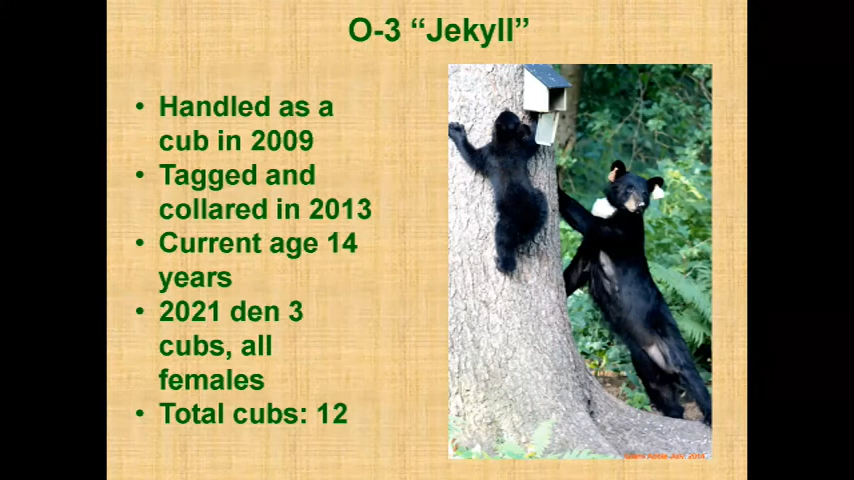 O-3 “Jekyll”
• Handled as a
cub in 2009
• Tagged and
collared in 2013
• Current age 14
years
• 2021 den 3
cubs, all
females
• Total cubs: 12
2014